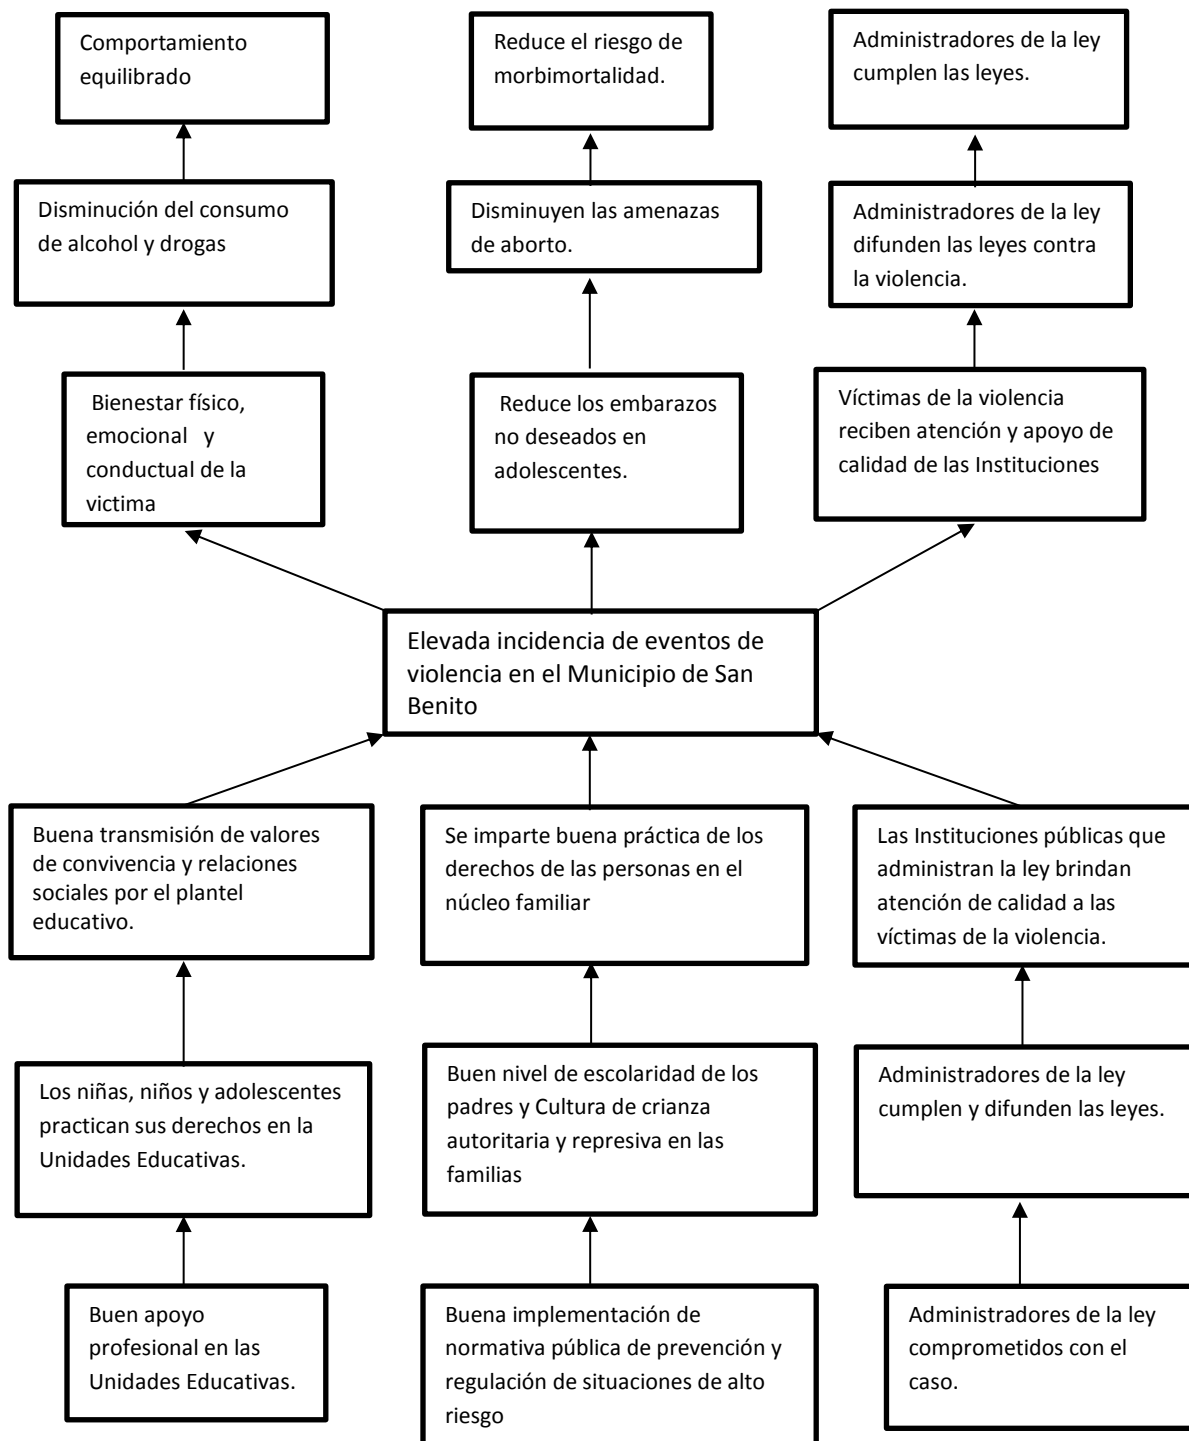 Comportamiento
equilibrado
Reduce el riesgo de
morbimortalidad.
Administradores de la ley
cumplen las leyes.
Disminución del consumo
de alcohol y drogas
Disminuyen las amenazas
de aborto.
Administradores de la ley
difunden las leyes contra
la violencia.
Bienestar físico,
emocional y
conductual de la
victima
Reduce los embarazos
no deseados en
adolescentes.
Víctimas de la violencia
reciben atención y apoyo de
calidad de las Instituciones
Elevada incidencia de eventos de
violencia en el Municipio de San
Benito
Buena transmisión de valores
de convivencia y relaciones
sociales por el plantel
educativo.
Se imparte buena práctica de los
derechos de las personas en el
núcleo familiar
Las Instituciones públicas que
administran la ley brindan
atención de calidad a las
víctimas de la violencia.
Los niñas, niños y adolescentes
practican sus derechos en la
Unidades Educativas.
Buen nivel de escolaridad de los
padres y Cultura de crianza
autoritaria y represiva en las
familias
Administradores de la ley
cumplen y difunden las leyes.
Buen apoyo
profesional en las
Unidades Educativas.
Buena implementación de
normativa pública de prevención y
regulación de situaciones de alto
riesgo
Administradores de la ley
comprometidos con el
caso.